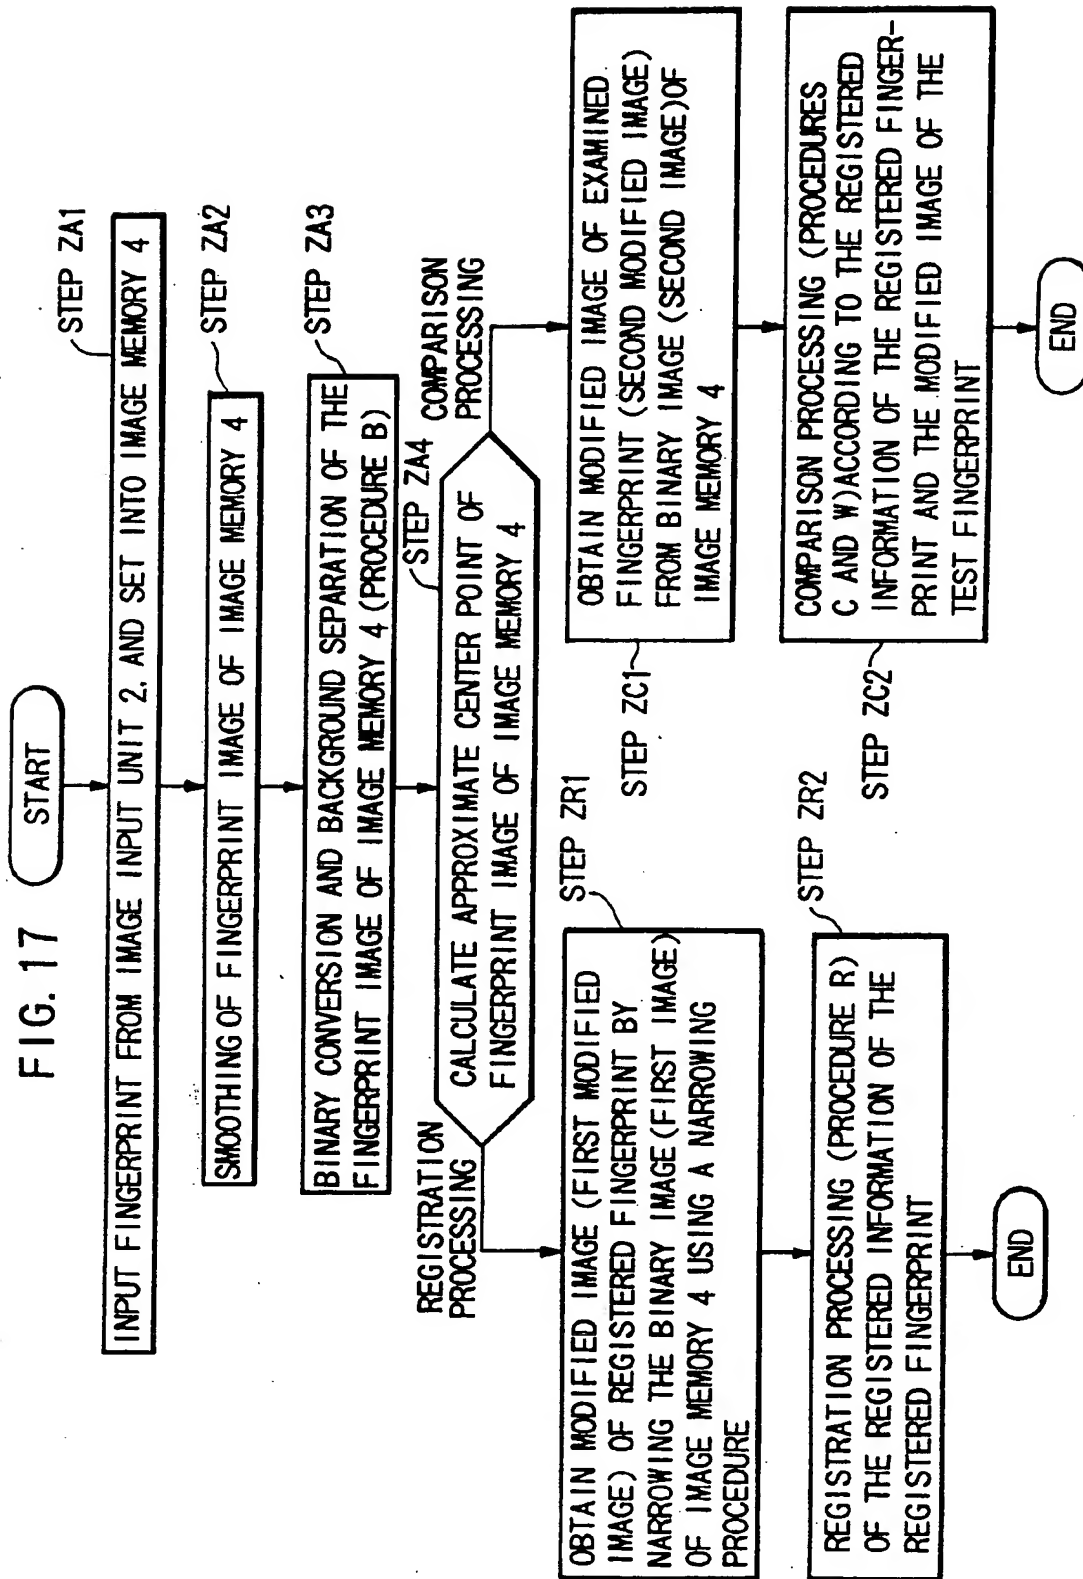 FIG. 17
START
INPUT FINGERPRINT FROM IMAGE INPUT UNIT 2, AND SET INTO IMAGE MEMORY 4
STEP ZA1
SMOOTHING OF FINGERPRINT IMAGE OF IMAGE MEMORY 4
STEP ZA2
BINARY CONVERSION AND BACKGROUND SEPARATION OF THE
FINGERPRINT IMAGE OF IMAGE MEMORY 4 (PROCEDURE B)
STEP ZA3
CALCULATE APPROXIMATE CENTER POINT OF
FINGERPRINT IMAGE OF IMAGE MEMORY 4
STEP ZA4
REGISTRATION
PROCESSING
COMPARISON
PROCESSING
OBTAIN MODIFIED IMAGE (FIRST MODIFIED
IMAGE) OF REGISTERED FINGERPRINT BY
NARROWING THE BINARY IMAGE(FIRST IMAGE)
OF IMAGE MEMORY 4 USING A NARROWING
PROCEDURE
STEP ZR1
REGISTRATION PROCESSING (PROCEDURE R)
OF THE REGISTERED INFORMATION OF THE
REGISTERED FINGERPRINT
STEP ZR2
END
STEP ZC1
OBTAIN MODIFIED IMAGE OF EXAMINED
FINGERPRINT (SECOND MODIFIED IMAGE)
FROM BINARY IMAGE (SECOND IMAGE)OF
IMAGE MEMORY 4
STEP ZC2
COMPARISON PROCESSING (PROCEDURES
C AND W)ACCORDING TO THE REGISTERED
INFORMATION OF THE REGISTERED FINGER-
PRINT AND THE MODIFIED IMAGE OF THE
TEST FINGERPRINT
END